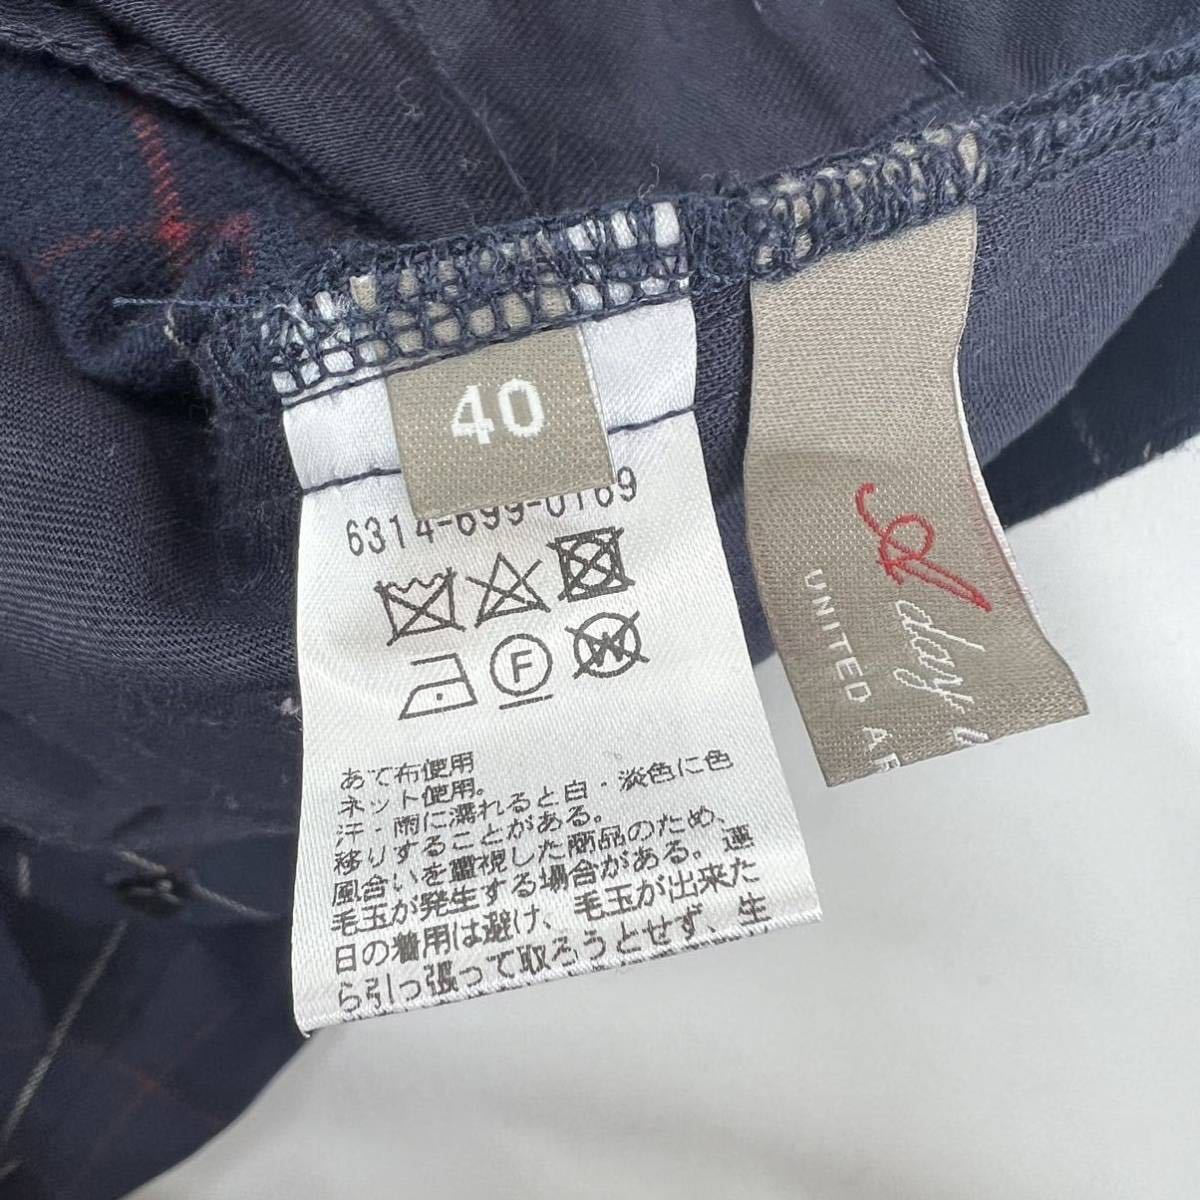 40
6314-699-0169
F
W
あて布使用
ネット使用。
汗・雨に濡れると白・淡色に色
移りすることがある。
風合いを重視した商品のため、
毛玉が発生する場合がある。連
日の着用は避け、毛玉が出来た
ら引っ張って取ろうとせず、生
A
day
UNITED AR